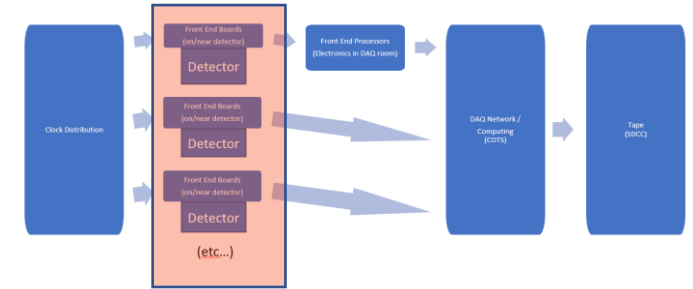 Clock Distribution
Front End Boards
(on/near detector)
Detector
Front End Boards
(on/near detector)
Detector
Front End Boards
(on/near detector)
Detector
(etc...)
Front End Processors
(Electronics in DAQ room)
DAQ Network /
Computing
(COTS)
Tape
(SDCC)